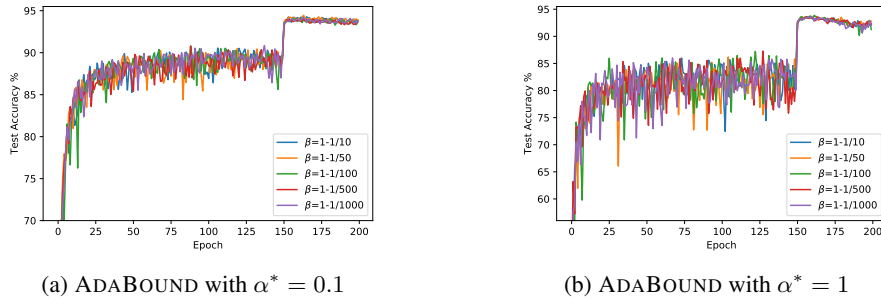 95
90
85
80
75
70
Test Accuracy %
0 25 50 75 100 125 150 175 200
Epoch
β=1-1/10
β=1-1/50
β=1-1/100
β=1-1/500
β=1-1/1000
(a) ADABOUND with α* = 0.1
95
90
85
80
75
70
65
60
Test Accuracy %
0 25 50 75 100 125 150 175 200
Epoch
β=1-1/10
β=1-1/50
β=1-1/100
β=1-1/500
β=1-1/1000
(b) ADABOUND with α* = 1